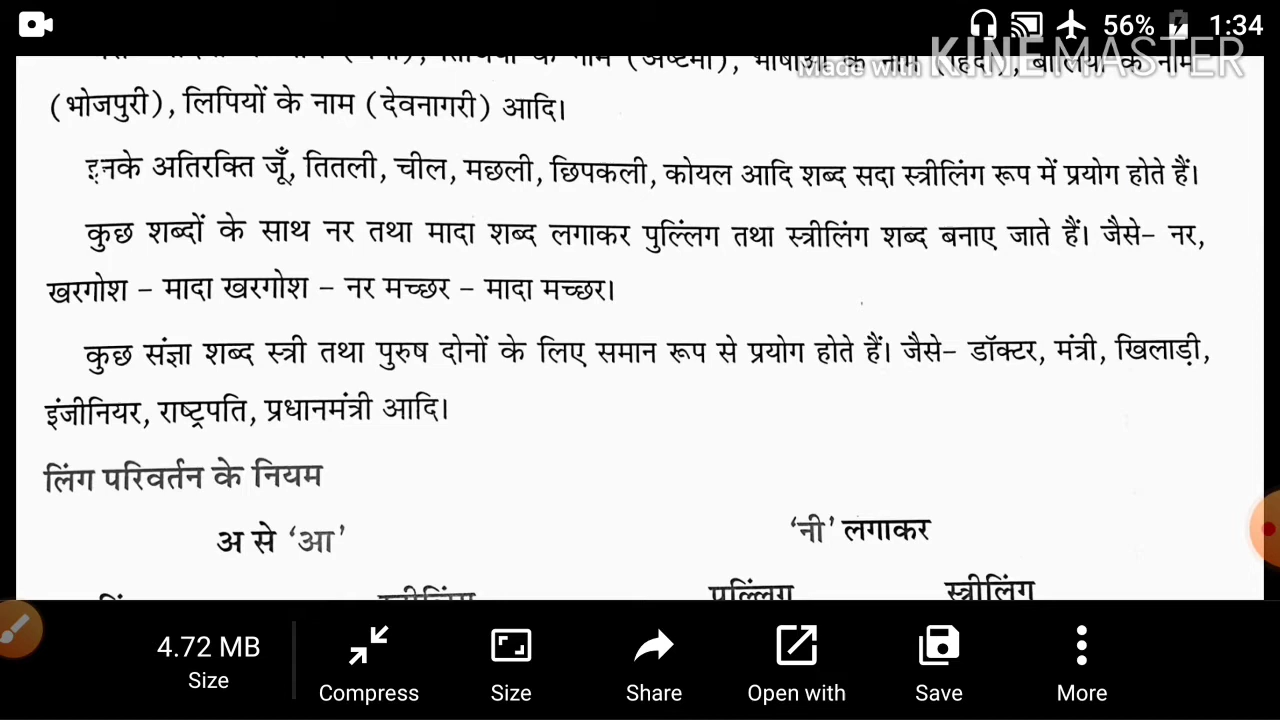 56% 1:34
Made with KINEMASTER
के नाम (अष्टमी), भाषाओं के नाम (हिंदी), बोलियों के नाम
(भोजपुरी), लिपियों के नाम (देवनागरी) आदि।
इनके अतिरक्ति जूँ, तितली, चील, मछली, छिपकली, कोयल आदि शब्द सदा स्त्रीलिंग रूप में प्रयोग होते हैं।
कुछ शब्दों के साथ नर तथा मादा शब्द लगाकर पुल्लिंग तथा स्त्रीलिंग शब्द बनाए जाते हैं। जैसे– नर,
खरगोश – मादा खरगोश – नर मच्छर – मादा मच्छर।
कुछ संज्ञा शब्द स्त्री तथा पुरुष दोनों के लिए समान रूप से प्रयोग होते हैं। जैसे– डॉक्टर, मंत्री, खिलाड़ी,
इंजीनियर, राष्ट्रपति, प्रधानमंत्री आदि।
लिंग परिवर्तन के नियम
अ से ‘आ’ ‘नी’ लगाकर
स्त्रीलिंग पुल्लिंग स्त्रीलिंग
4.72 MB
Size Compress Size Share Open with Save More